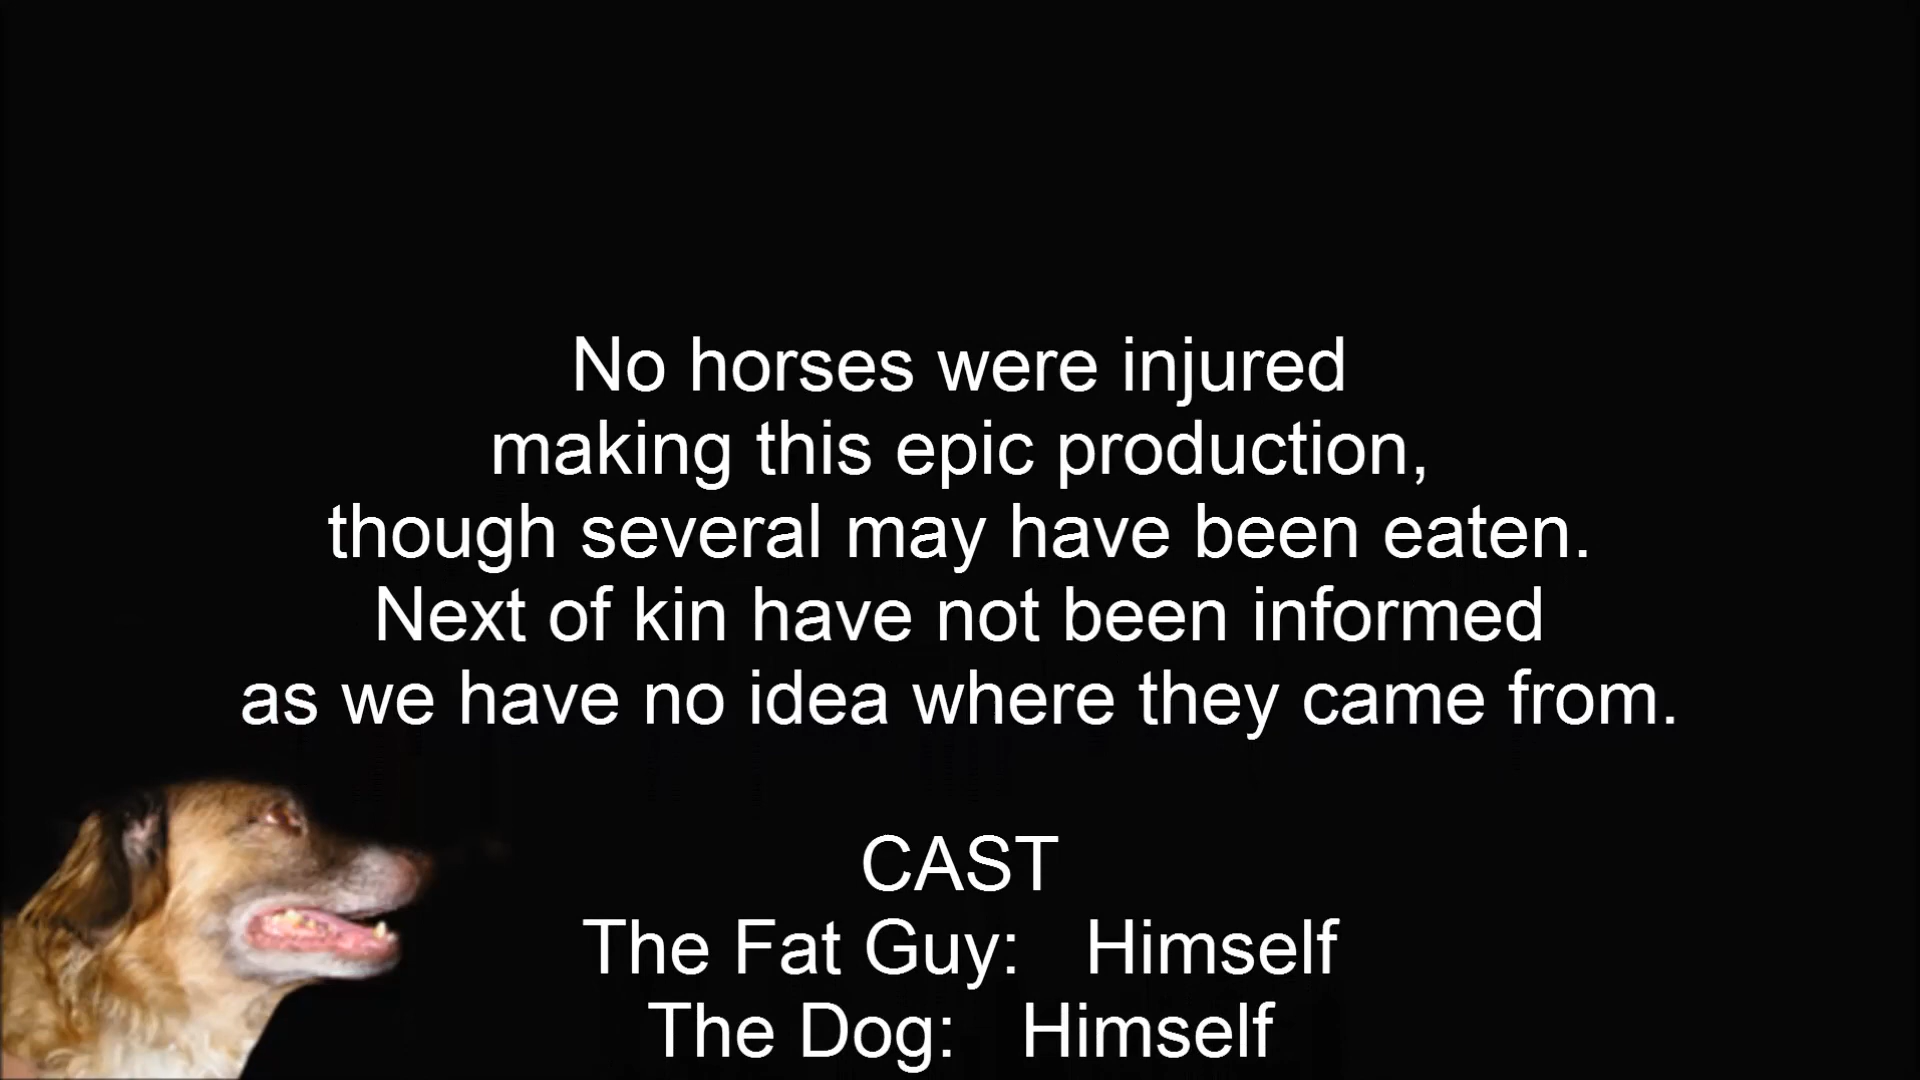 No horses were injured
making this epic production,
though several may have been eaten.
Next of kin have not been informed
as we have no idea where they came from.
CAST
The Fat Guy: Himself
The Dog: Himself